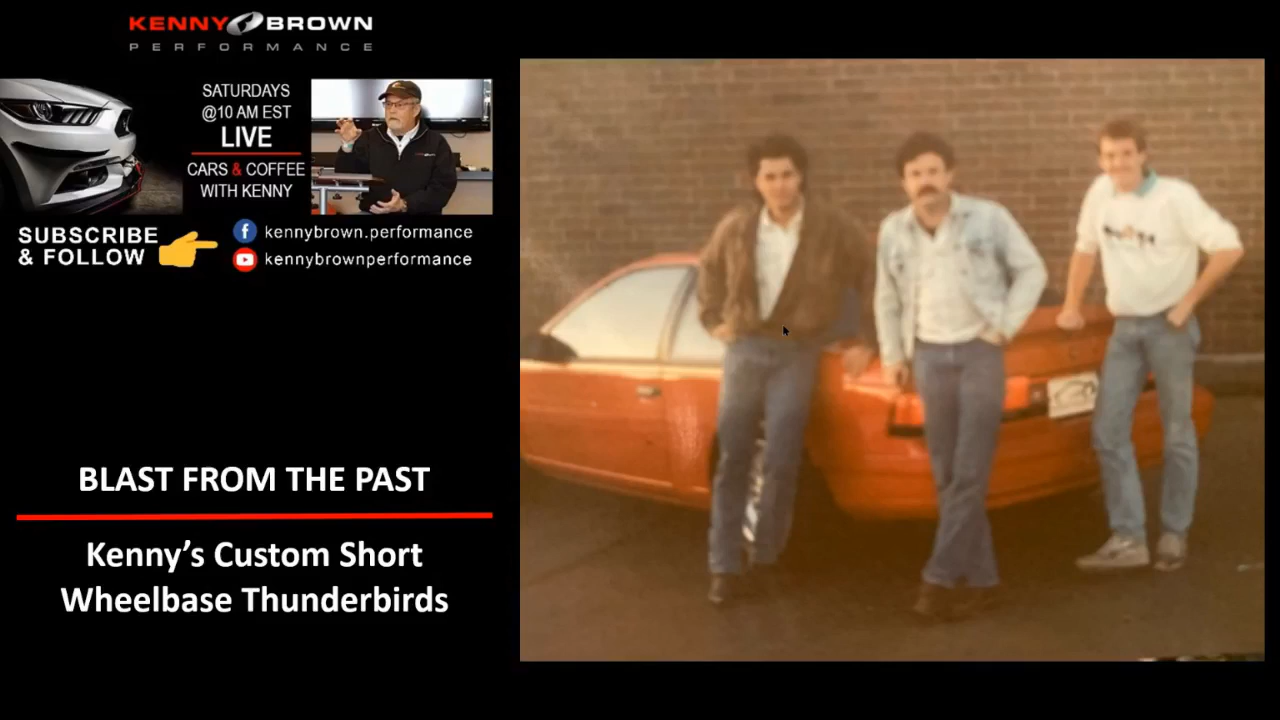 KENNY BROWN
PERFORMANCE
SATURDAYS
@10 AM EST
LIVE
CARS & COFFEE
WITH KENNY
SUBSCRIBE
& FOLLOW
kennybrown.performance
kennybrownperformance
BLAST FROM THE PAST
Kenny’s Custom Short
Wheelbase Thunderbirds